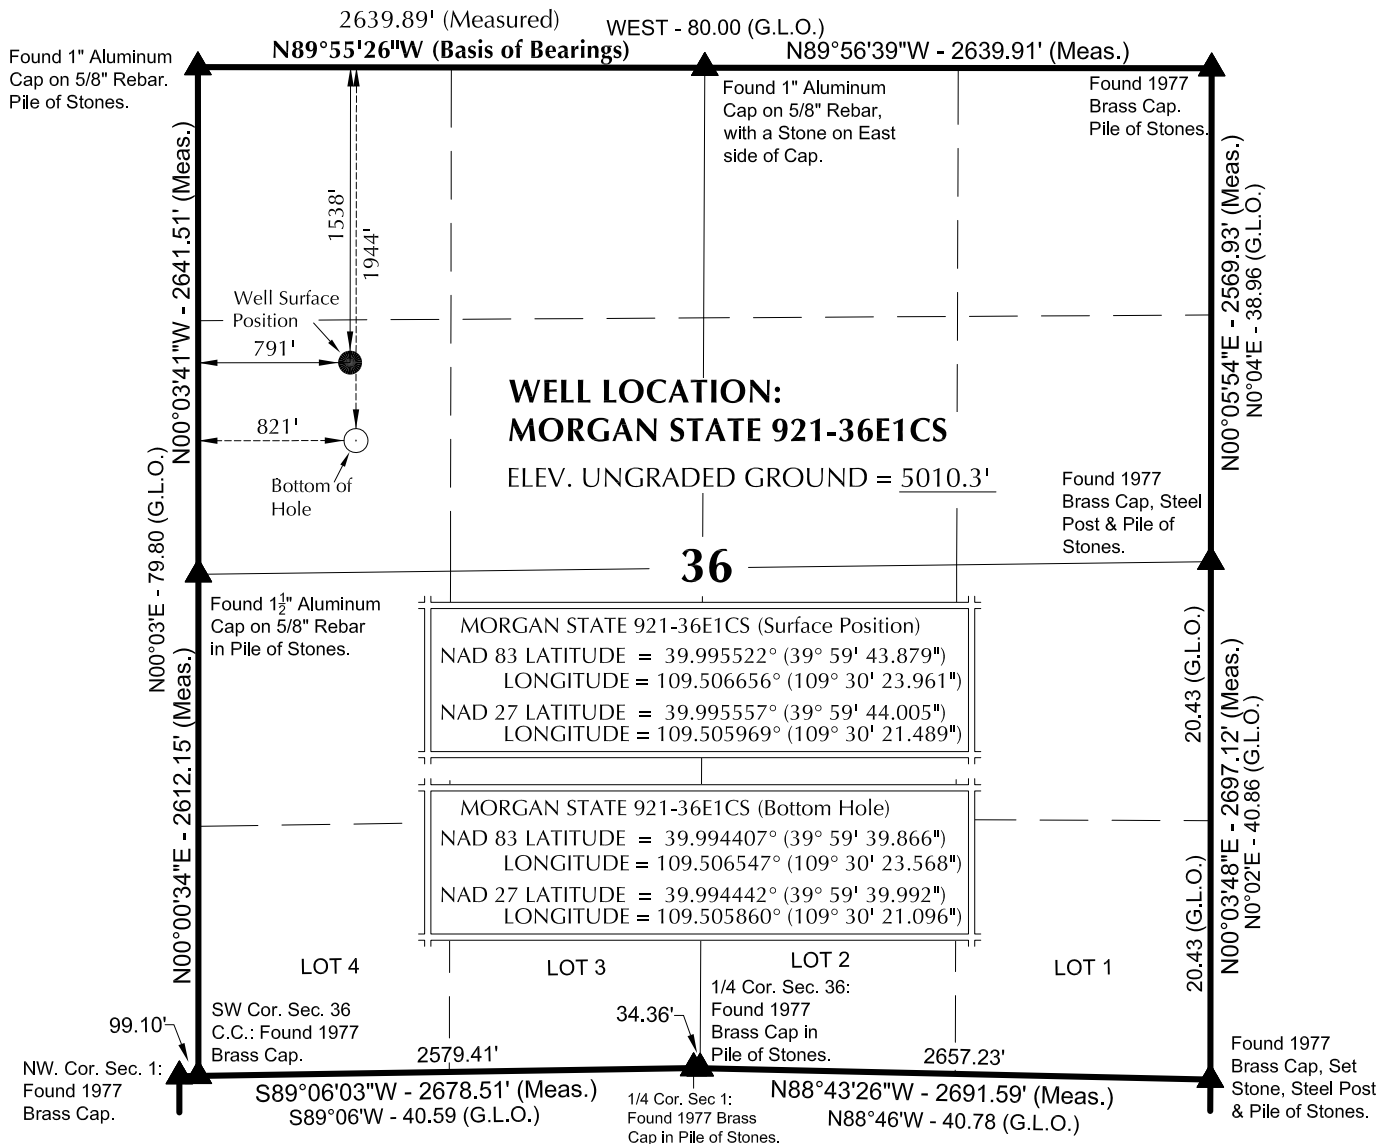 2639.89' (Measured)
WEST - 80.00 (G.L.O.)
N89°55'26"W (Basis of Bearings)
N89°56'39"W - 2639.91' (Meas.)
Found 1" Aluminum
Cap on 5/8" Rebar.
Pile of Stones.
Found 1" Aluminum
Cap on 5/8" Rebar,
with a Stone on East
side of Cap.
Found 1977
Brass Cap.
Pile of Stones.
N00°03'41"W - 2641.51' (Meas.)
1538'
1944'
N00°05'54"E - 2569.93' (Meas.)
N0°04'E - 38.96 (G.L.O.)
Well Surface
Position
791'
821'
Bottom of
Hole
WELL LOCATION:
MORGAN STATE 921-36E1CS
ELEV. UNGRADED GROUND = 5010.3'
Found 1977
Brass Cap, Steel
Post & Pile of
Stones.
N00°03'E - 79.80 (G.L.O.)
36
Found 1½" Aluminum
Cap on 5/8" Rebar
in Pile of Stones.
MORGAN STATE 921-36E1CS (Surface Position)
NAD 83 LATITUDE = 39.995522° (39° 59' 43.879")
LONGITUDE = 109.506656° (109° 30' 23.961")
NAD 27 LATITUDE = 39.995557° (39° 59' 44.005")
LONGITUDE = 109.505969° (109° 30' 21.489")
MORGAN STATE 921-36E1CS (Bottom Hole)
NAD 83 LATITUDE = 39.994407° (39° 59' 39.866")
LONGITUDE = 109.506547° (109° 30' 23.568")
NAD 27 LATITUDE = 39.994442° (39° 59' 39.992")
LONGITUDE = 109.505860° (109° 30' 21.096")
N00°00'34"E - 2612.15' (Meas.)
20.43 (G.L.O.)
20.43 (G.L.O.)
N00°03'48"E - 2697.12' (Meas.)
N0°02'E - 40.86 (G.L.O.)
LOT 4
LOT 3
LOT 2
LOT 1
99.10'
SW Cor. Sec. 36
C.C.: Found 1977
Brass Cap.
34.36'
1/4 Cor. Sec. 36:
Found 1977
Brass Cap in
Pile of Stones.
2579.41'
2657.23'
NW. Cor. Sec. 1:
Found 1977
Brass Cap.
S89°06'03"W - 2678.51' (Meas.)
S89°06'W - 40.59 (G.L.O.)
1/4 Cor. Sec 1:
Found 1977 Brass
Cap in Pile of Stones.
N88°43'26"W - 2691.59' (Meas.)
N88°46'W - 40.78 (G.L.O.)
Found 1977
Brass Cap, Set
Stone, Steel Post
& Pile of Stones.